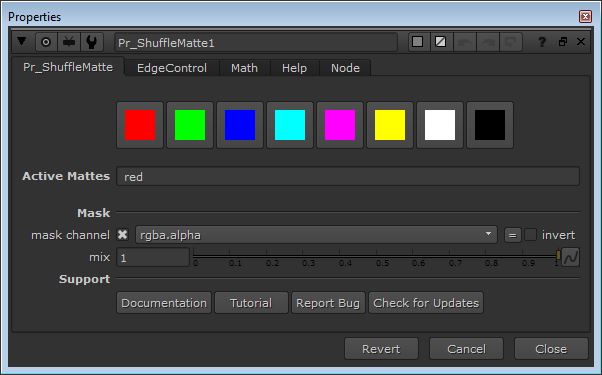 Properties
Pr_ShuffleMatte1
?
Pr_ShuffleMatte EdgeControl Math Help Node
Active Mattes red
Mask
mask channel rgba.alpha = invert
mix 1 0 0.1 0.2 0.3 0.4 0.5 0.6 0.7 0.8 0.9 1
Support
Documentation Tutorial Report Bug Check for Updates
Revert Cancel Close